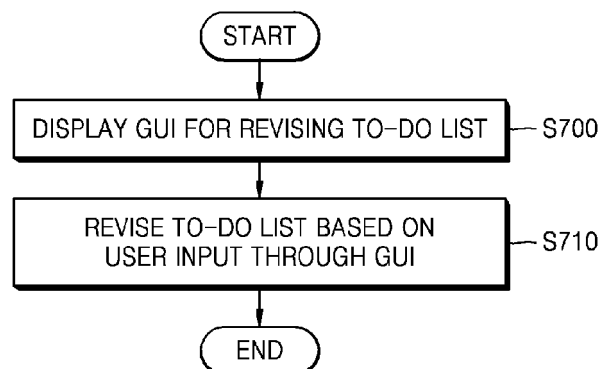 START
DISPLAY GUI FOR REVISING TO-DO LIST
S700
REVISE TO-DO LIST BASED ON
USER INPUT THROUGH GUI
S710
END